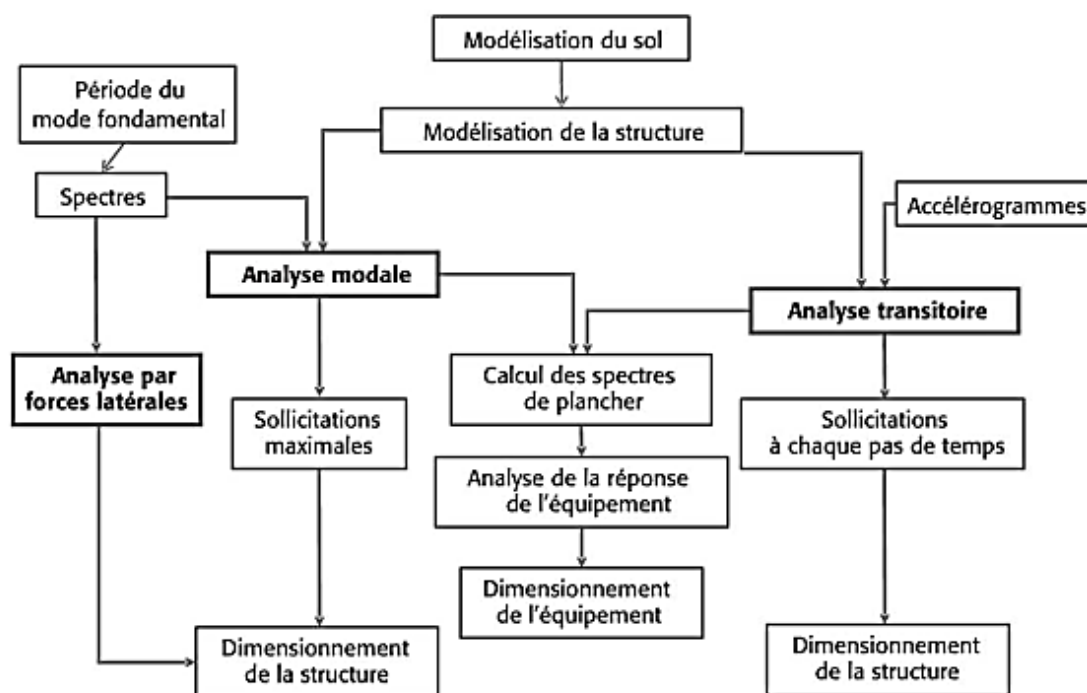 Modélisation du sol
Période du
mode fondamental
Modélisation de la structure
Spectres
Accélérogrammes
Analyse modale
Analyse transitoire
Analyse par
forces latérales
Calcul des spectres
de plancher
Sollicitations
maximales
Sollicitations
à chaque pas de temps
Analyse de la réponse
de l'équipement
Dimensionnement
de l'équipement
Dimensionnement
de la structure
Dimensionnement
de la structure